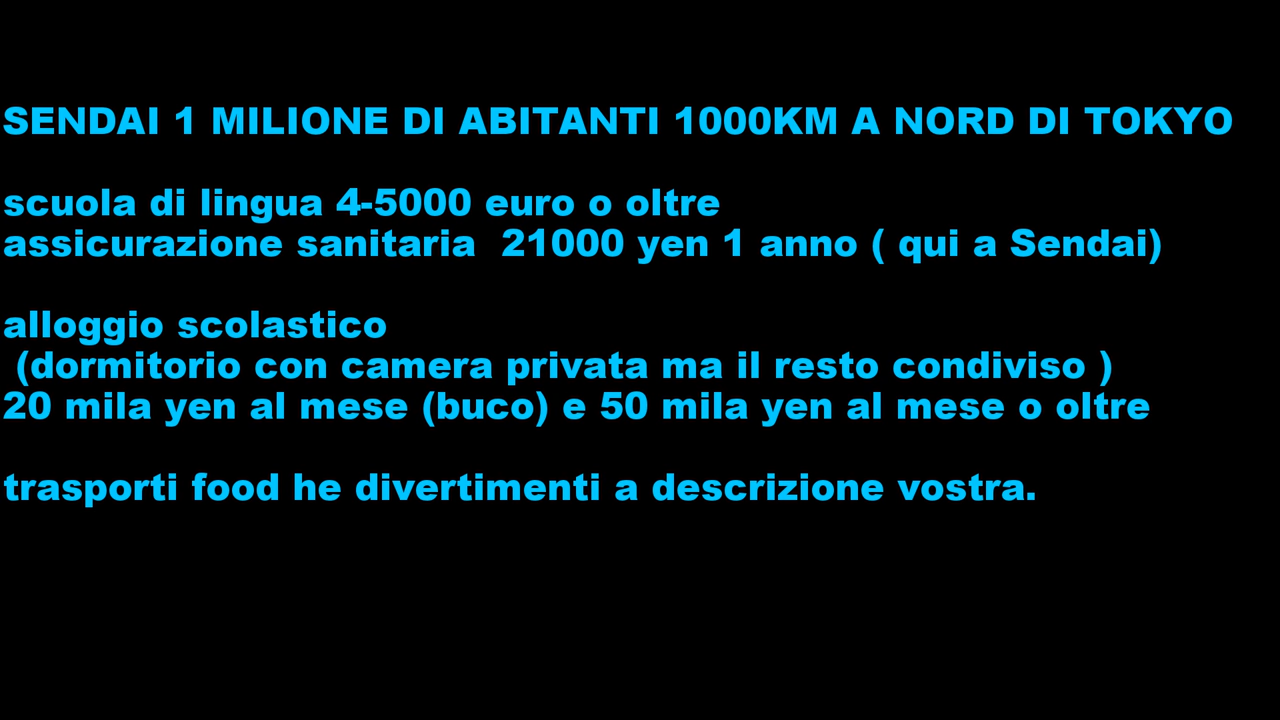 SENDAI 1 MILIONE DI ABITANTI 1000KM A NORD DI TOKYO
scuola di lingua 4-5000 euro o oltre
assicurazione sanitaria  21000 yen 1 anno ( qui a Sendai)
alloggio scolastico
(dormitorio con camera privata ma il resto condiviso )
20 mila yen al mese (buco) e 50 mila yen al mese o oltre
trasporti food he divertimenti a descrizione vostra.